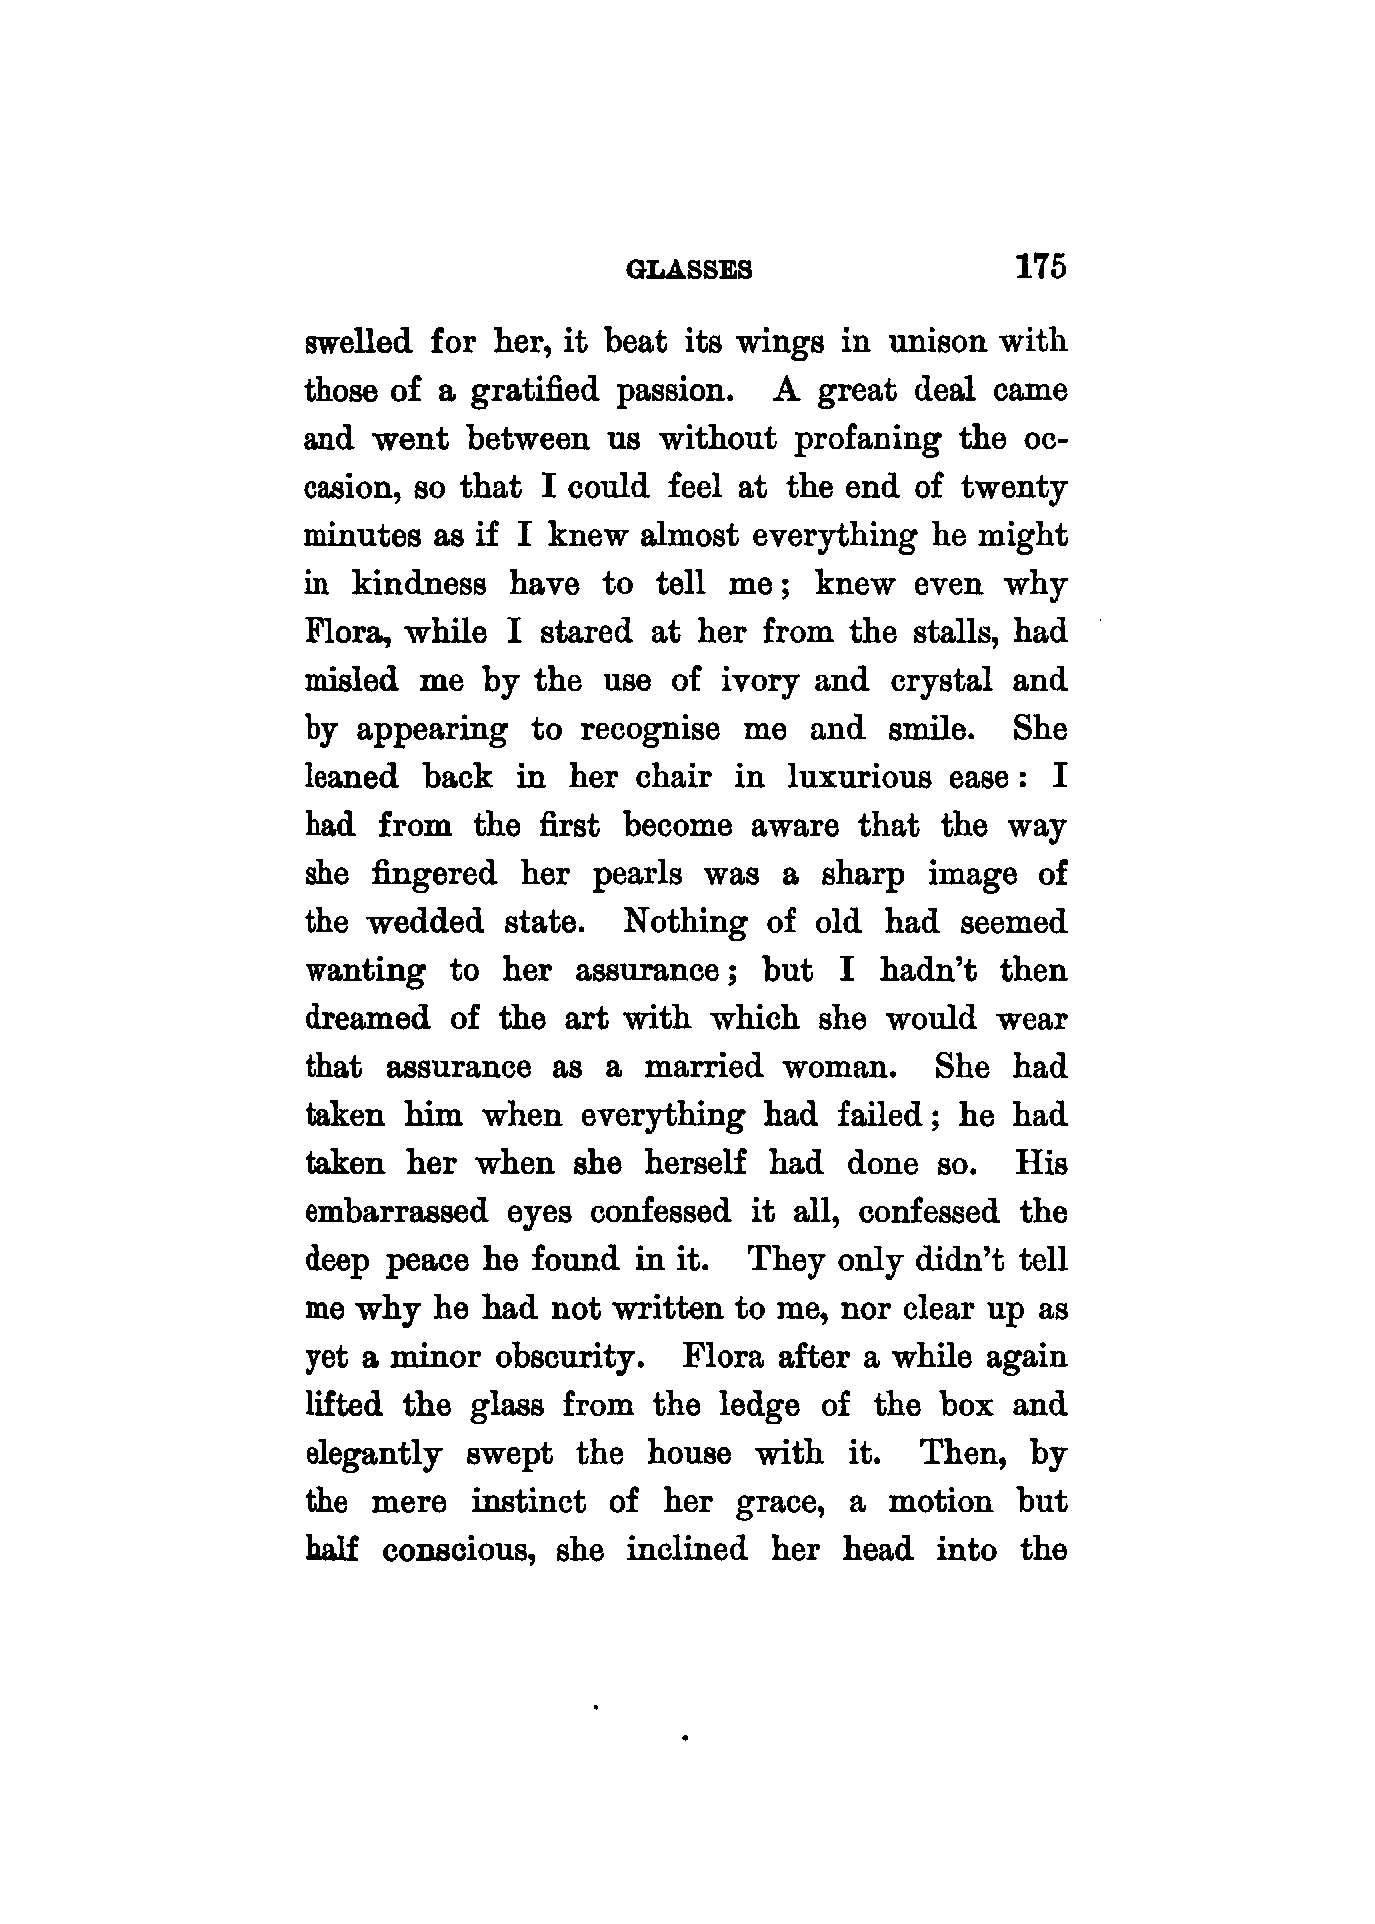 GLASSES 175
swelled for her, it beat its wings in unison with
those of a gratified passion. A great deal came
and went between us without profaning the oc-
casion, so that I could feel at the end of twenty
minutes as if I knew almost everything he might
in kindness have to tell me; knew even why
Flora, while I stared at her from the stalls, had
misled me by the use of ivory and crystal and
by appearing to recognise me and smile. She
leaned back in her chair in luxurious ease: I
had from the first become aware that the way
she fingered her pearls was a sharp image of
the wedded state. Nothing of old had seemed
wanting to her assurance; but I hadn't then
dreamed of the art with which she would wear
that assurance as a married woman. She had
taken him when everything had failed; he had
taken her when she herself had done so. His
embarrassed eyes confessed it all, confessed the
deep peace he found in it. They only didn't tell
me why he had not written to me, nor clear up as
yet a minor obscurity. Flora after a while again
lifted the glass from the ledge of the box and
elegantly swept the house with it. Then, by
the mere instinct of her grace, a motion but
half conscious, she inclined her head into the